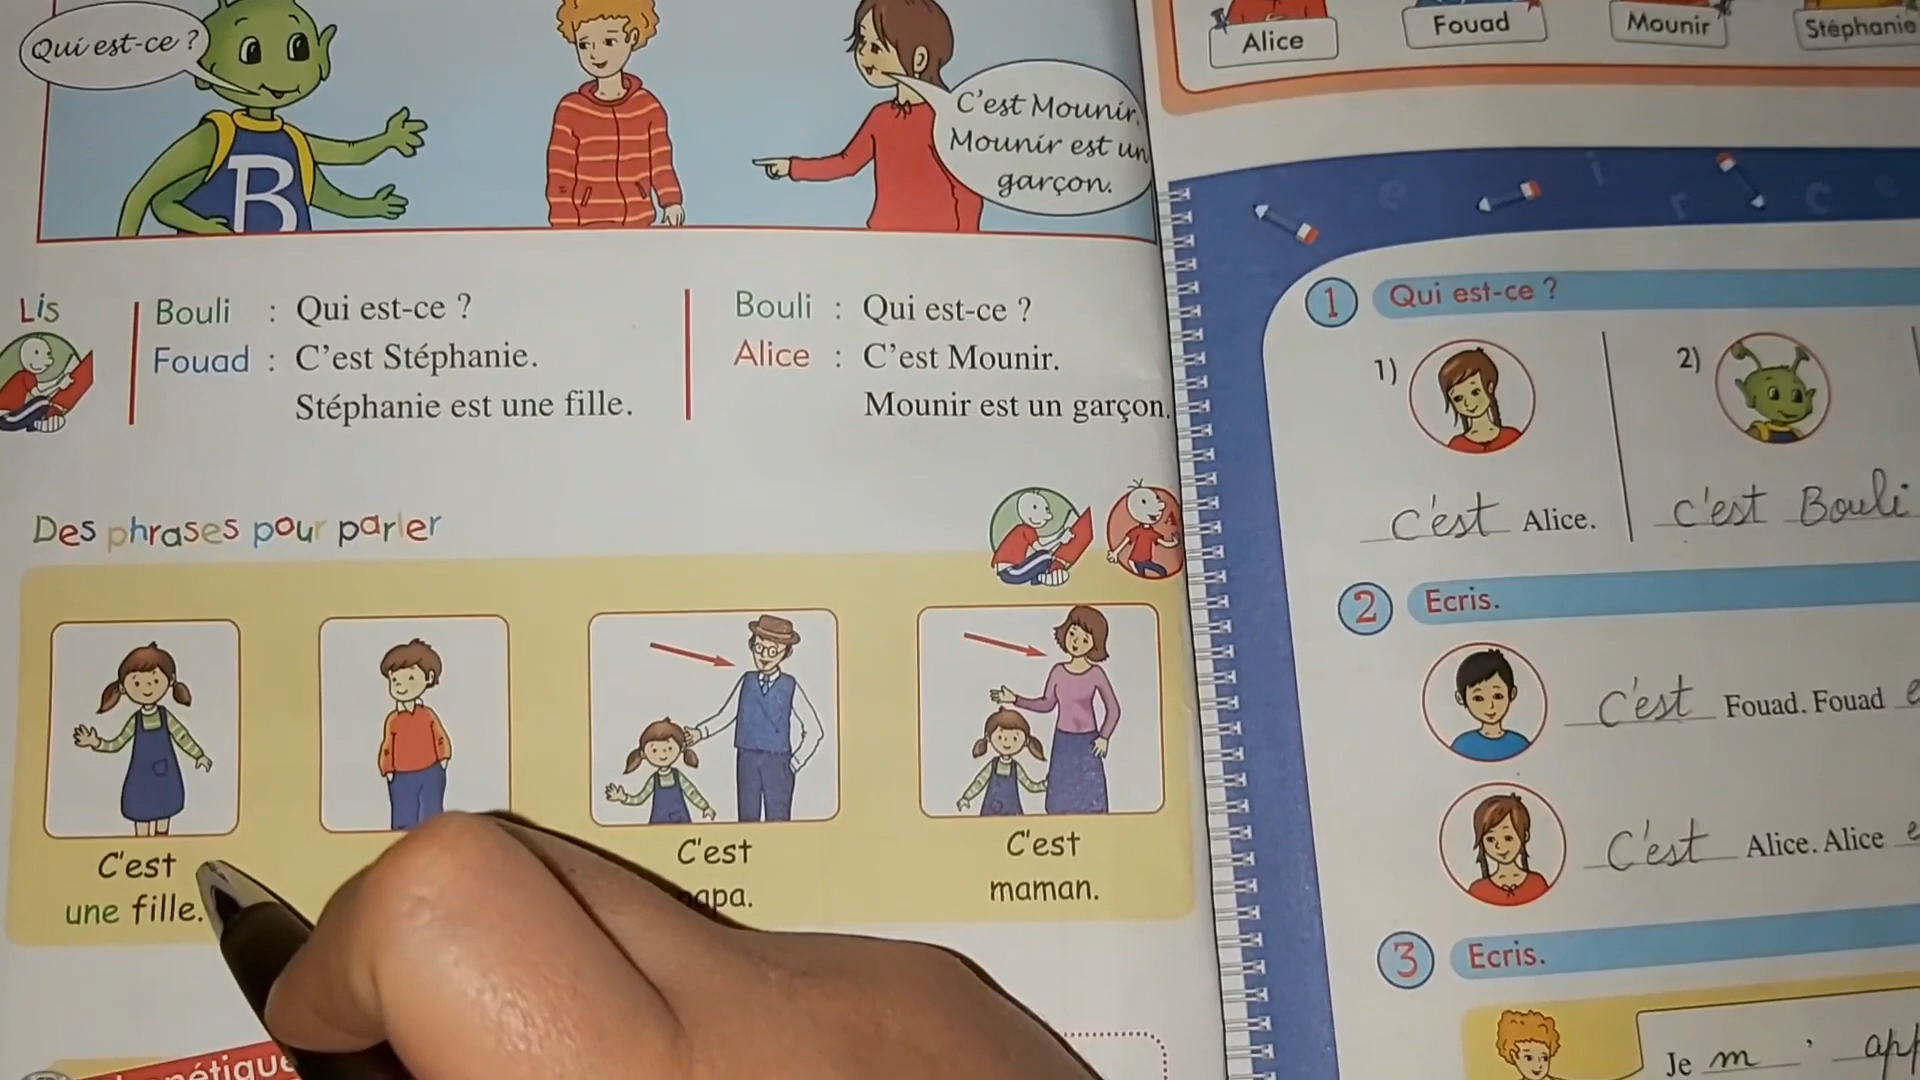 Qui est-ce ?
B
C'est Mounir.
Mounir est un
garçon.
Lis
Bouli : Qui est-ce ?
Fouad : C'est Stéphanie.
Stéphanie est une fille.
Bouli : Qui est-ce ?
Alice : C'est Mounir.
Mounir est un garçon.
Des phrases pour parler
C'est
une fille.
C'est
papa.
C'est
maman.
Alice
Fouad
Mounir
Stéphanie
1 Qui est-ce ?
1)
c'est Alice.
2)
c'est Bouli
2 Ecris.
c'est Fouad. Fouad
C'est Alice. Alice
3 Ecris.
Je m '